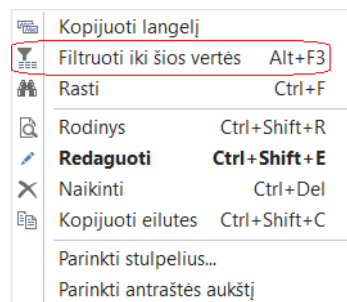 Kopijuoti langelį
Filtruoti iki šios vertės Alt+F3
Rasti Ctrl+F
Rodinys Ctrl+Shift+R
Redaguoti Ctrl+Shift+E
Naikinti Ctrl+Del
Kopijuoti eilutes Ctrl+Shift+C
Parinkti stulpelius...
Parinkti antraštės aukštį